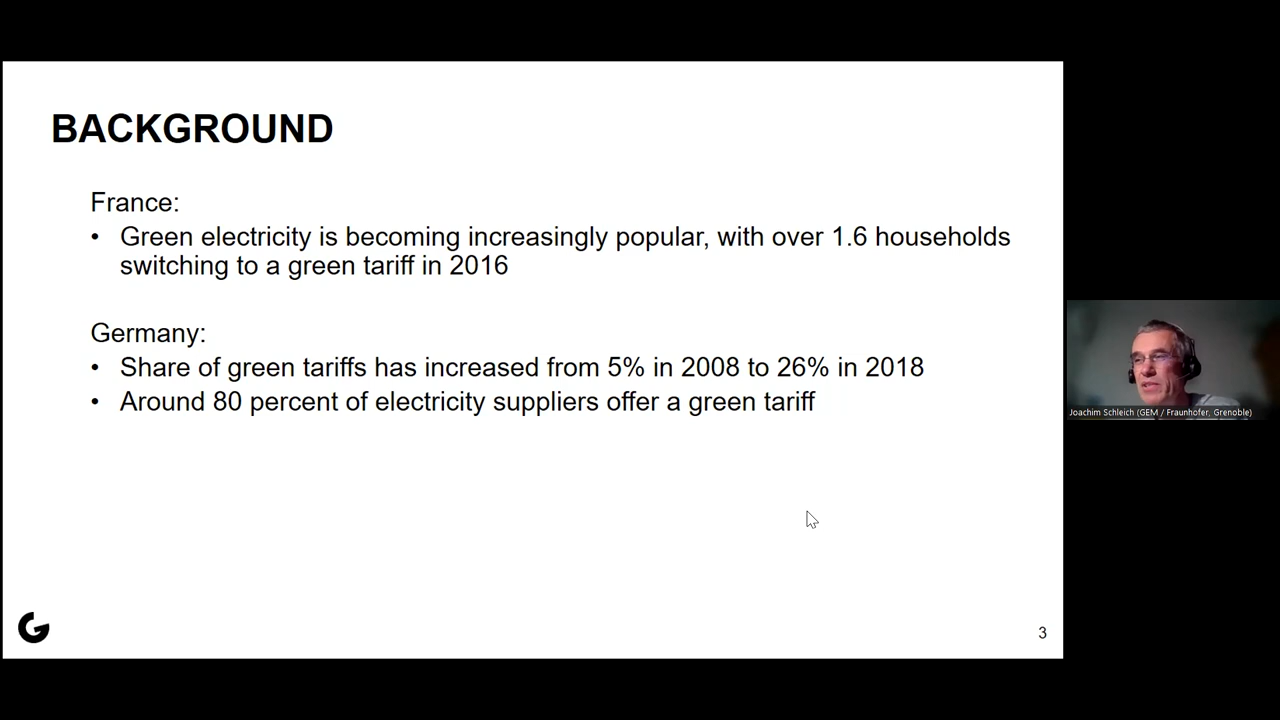 BACKGROUND
France:
• Green electricity is becoming increasingly popular, with over 1.6 households
switching to a green tariff in 2016
Germany:
• Share of green tariffs has increased from 5% in 2008 to 26% in 2018
• Around 80 percent of electricity suppliers offer a green tariff
Joachim Schleich (GEM / Fraunhofer, Grenoble)
3